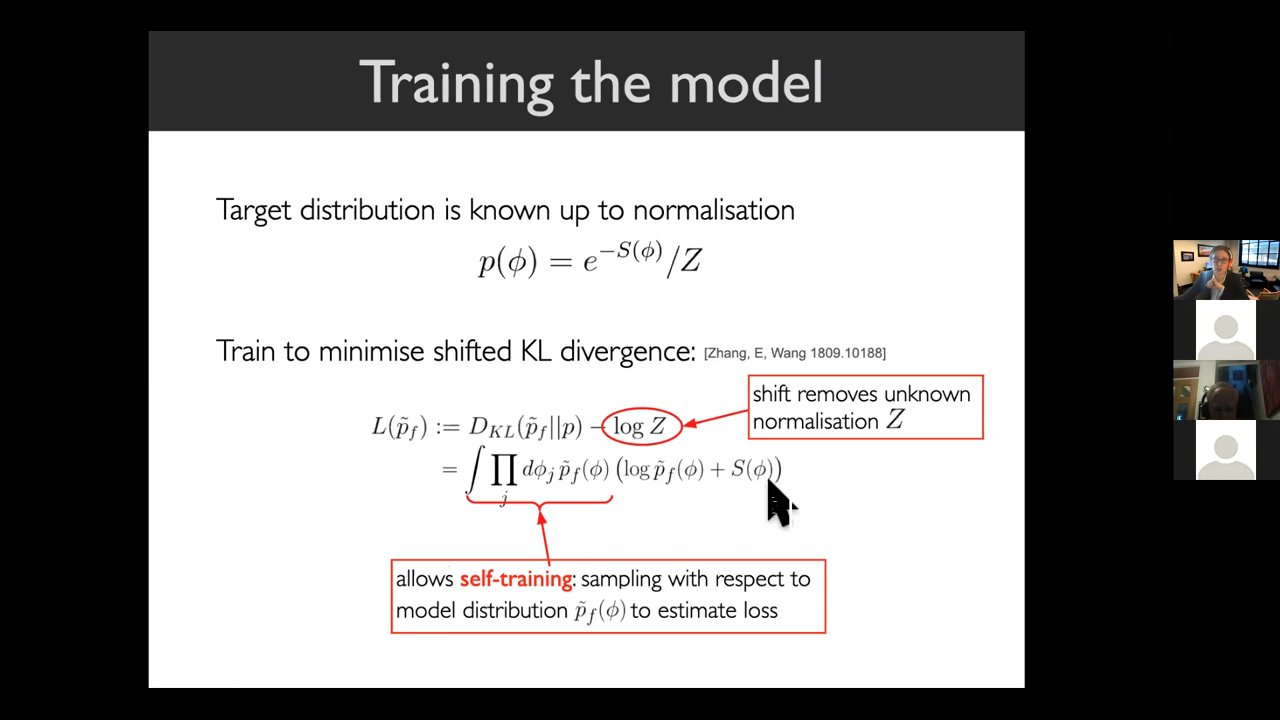 Training the model
Target distribution is known up to normalisation
p(ϕ) = e^{−S(ϕ)}/Z
Train to minimise shifted KL divergence: [Zhang, E, Wang 1809.10188]
shift removes unknown
normalisation Z
L(p̃_f) := D_{KL}(p̃_f||p) − log Z
= ∫ ∏_j dϕ_j p̃_f(ϕ) (log p̃_f(ϕ) + S(ϕ))
allows self-training: sampling with respect to
model distribution p̃_f(ϕ) to estimate loss